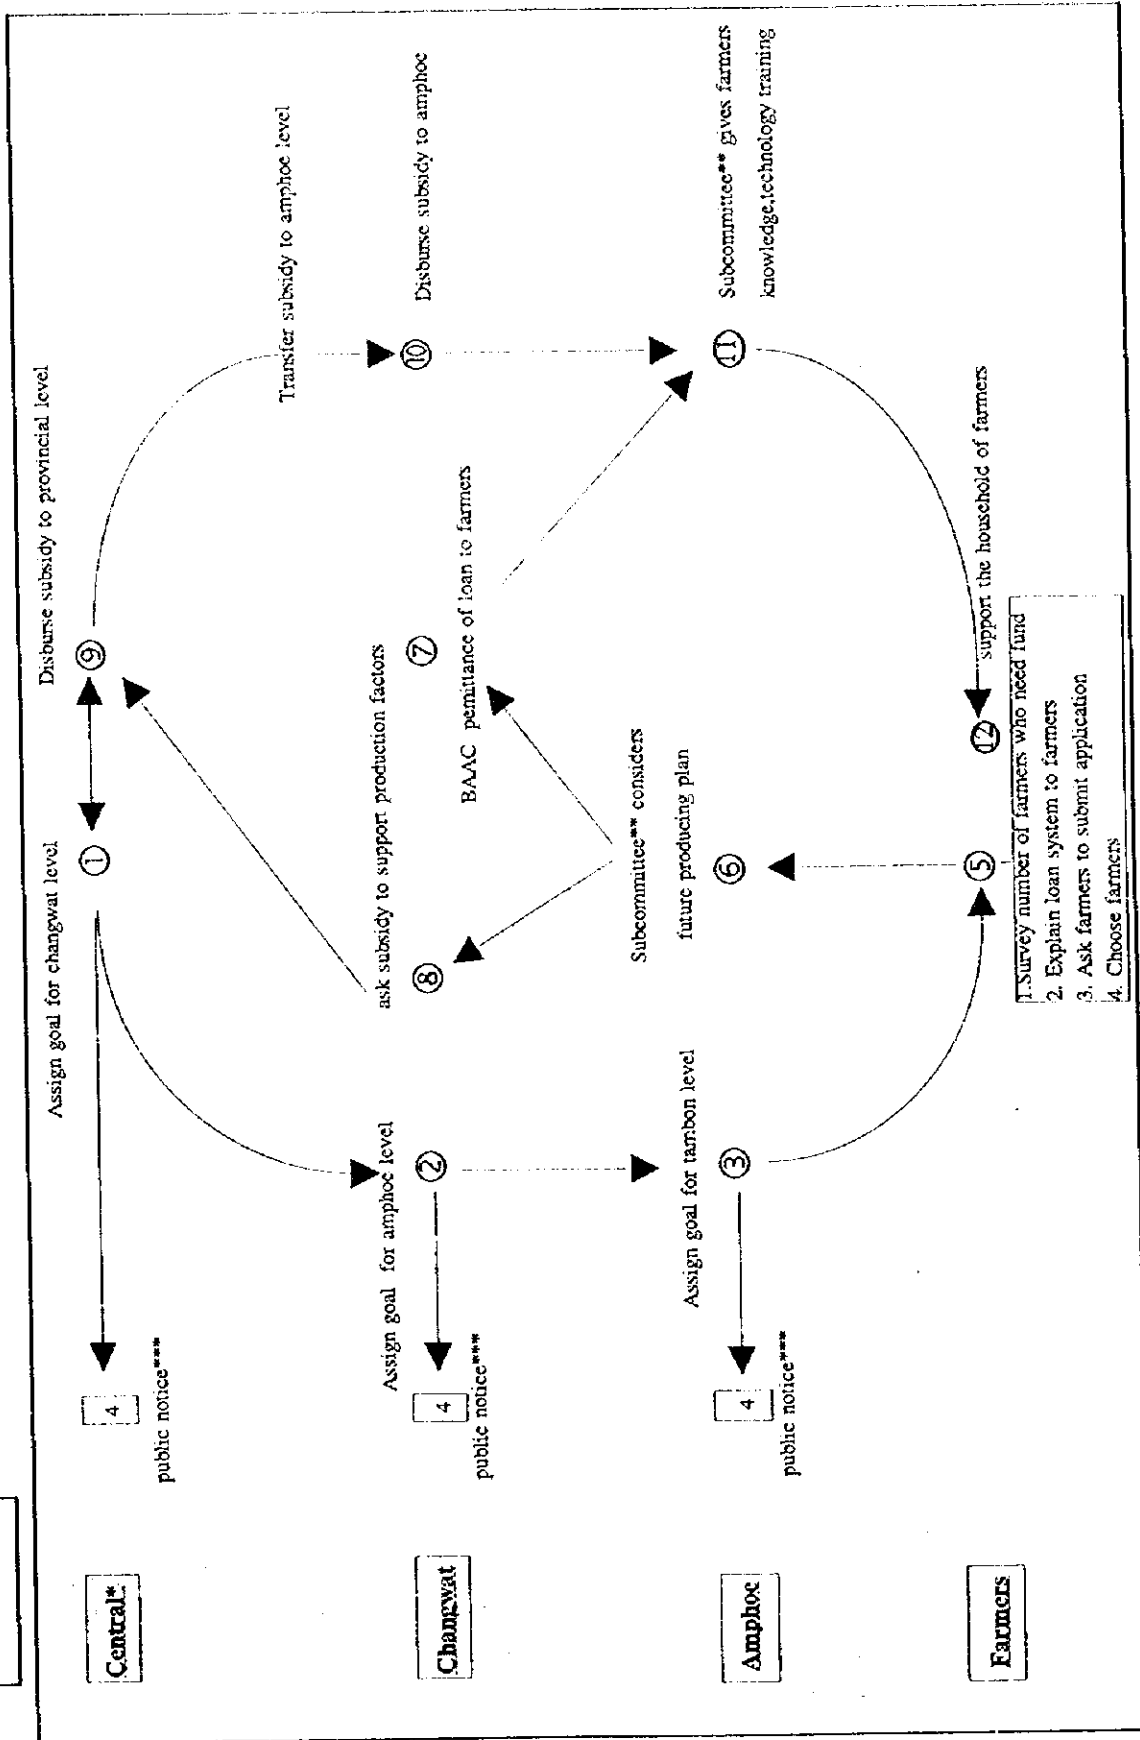 Central*
4
public notice***
Assign goal for changwat level
①
Disburse subsidy to provincial level
⑨
Transfer subsidy to amphoe level
Changwat
4
public notice***
Assign goal for amphoe level
②
ask subsidy to support production factors
⑧
⑦
BAAC pemittance of loan to farmers
⑩
Disburse subsidy to amphoe
Amphoe
4
public notice***
Assign goal for tambon level
③
Subcommittee** considers
future producing plan
⑥
⑪
Subcommittee** gives farmers
knowledge,technology training
Farmers
⑤
⑫
support the household of farmers
1.Survey number of farmers who need fund
2. Explain loan system to farmers
3. Ask farmers to submit application
4. Choose farmers